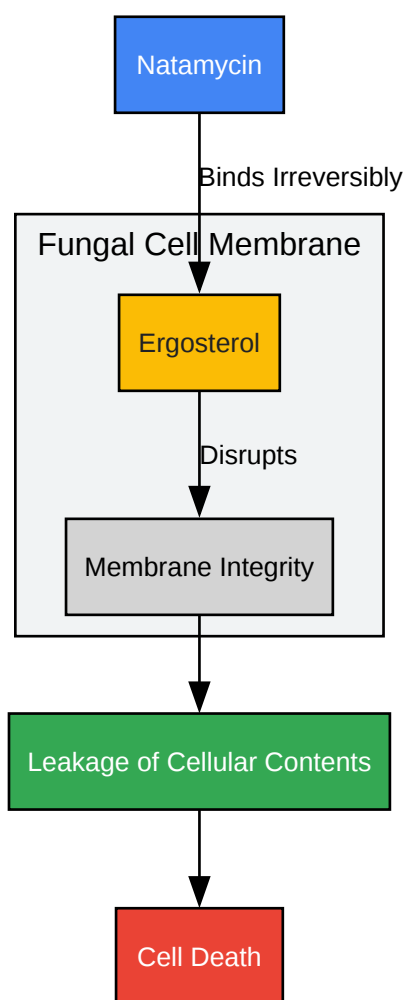 Natamycin
Binds Irreversibly
Fungal Cell Membrane
Ergosterol
Disrupts
Membrane Integrity
Leakage of Cellular Contents
Cell Death